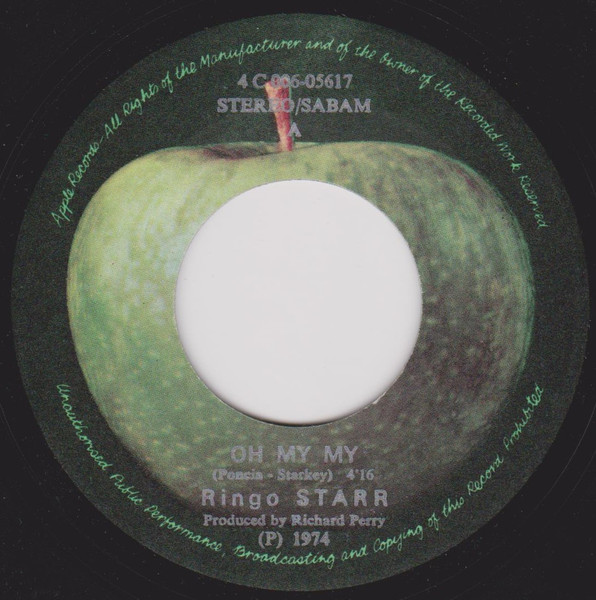 Apple Records - All Rights of the Manufacturer and of the Owner of the Recorded Work Reserved
4 C 006-05617
STEREO/SABAM
A
OH MY MY
(Poncia - Starkey) 4'16
Ringo STARR
Produced by Richard Perry
(P) 1974
Unauthorised Public Performance, Broadcasting and Copying of this Record Prohibited